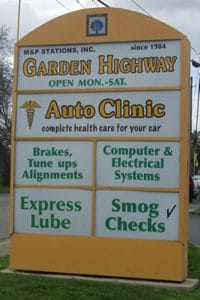 M&P STATIONS, INC. since 1984
GARDEN HIGHWAY
OPEN MON.-SAT.
Auto Clinic
complete health care for your car
Brakes,
Tune ups
Alignments
Computer &
Electrical
Systems
Express
Lube
Smog
Checks